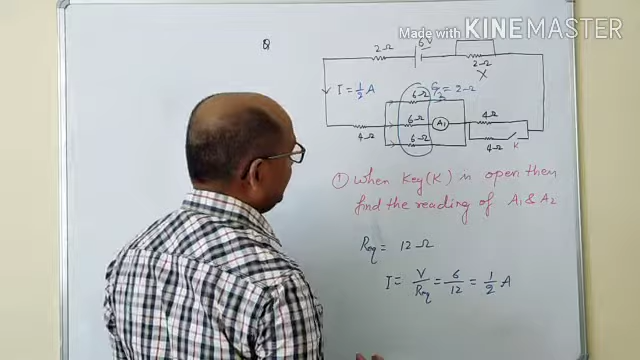 Made with KINEMASTER
Q
2Ω
6 V
2Ω
X
I = 1/2 A
6Ω
6/3 = 2Ω
6Ω
A1
4Ω
6Ω
4Ω
4Ω
K
① When Key (K) is open then
find the reading of A1 & A2
Req = 12 Ω
I = V/Req = 6/12 = 1/2 A